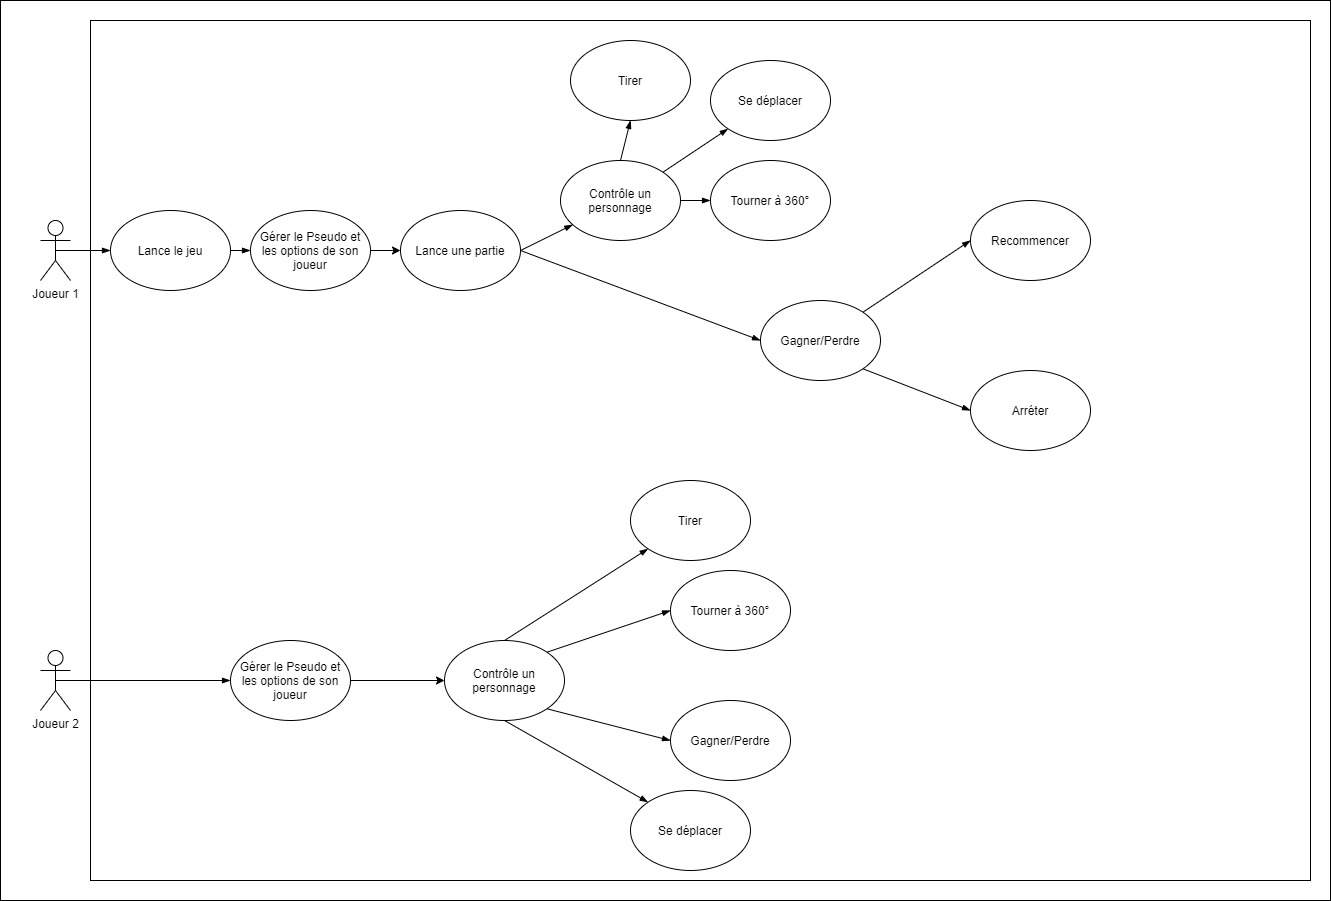 Tirer
Se déplacer
Contrôle un
personnage
Tourner à 360°
Joueur 1
Lance le jeu
Gérer le Pseudo et
les options de son
joueur
Lance une partie
Recommencer
Gagner/Perdre
Arréter
Tirer
Tourner à 360°
Joueur 2
Gérer le Pseudo et
les options de son
joueur
Contrôle un
personnage
Gagner/Perdre
Se déplacer